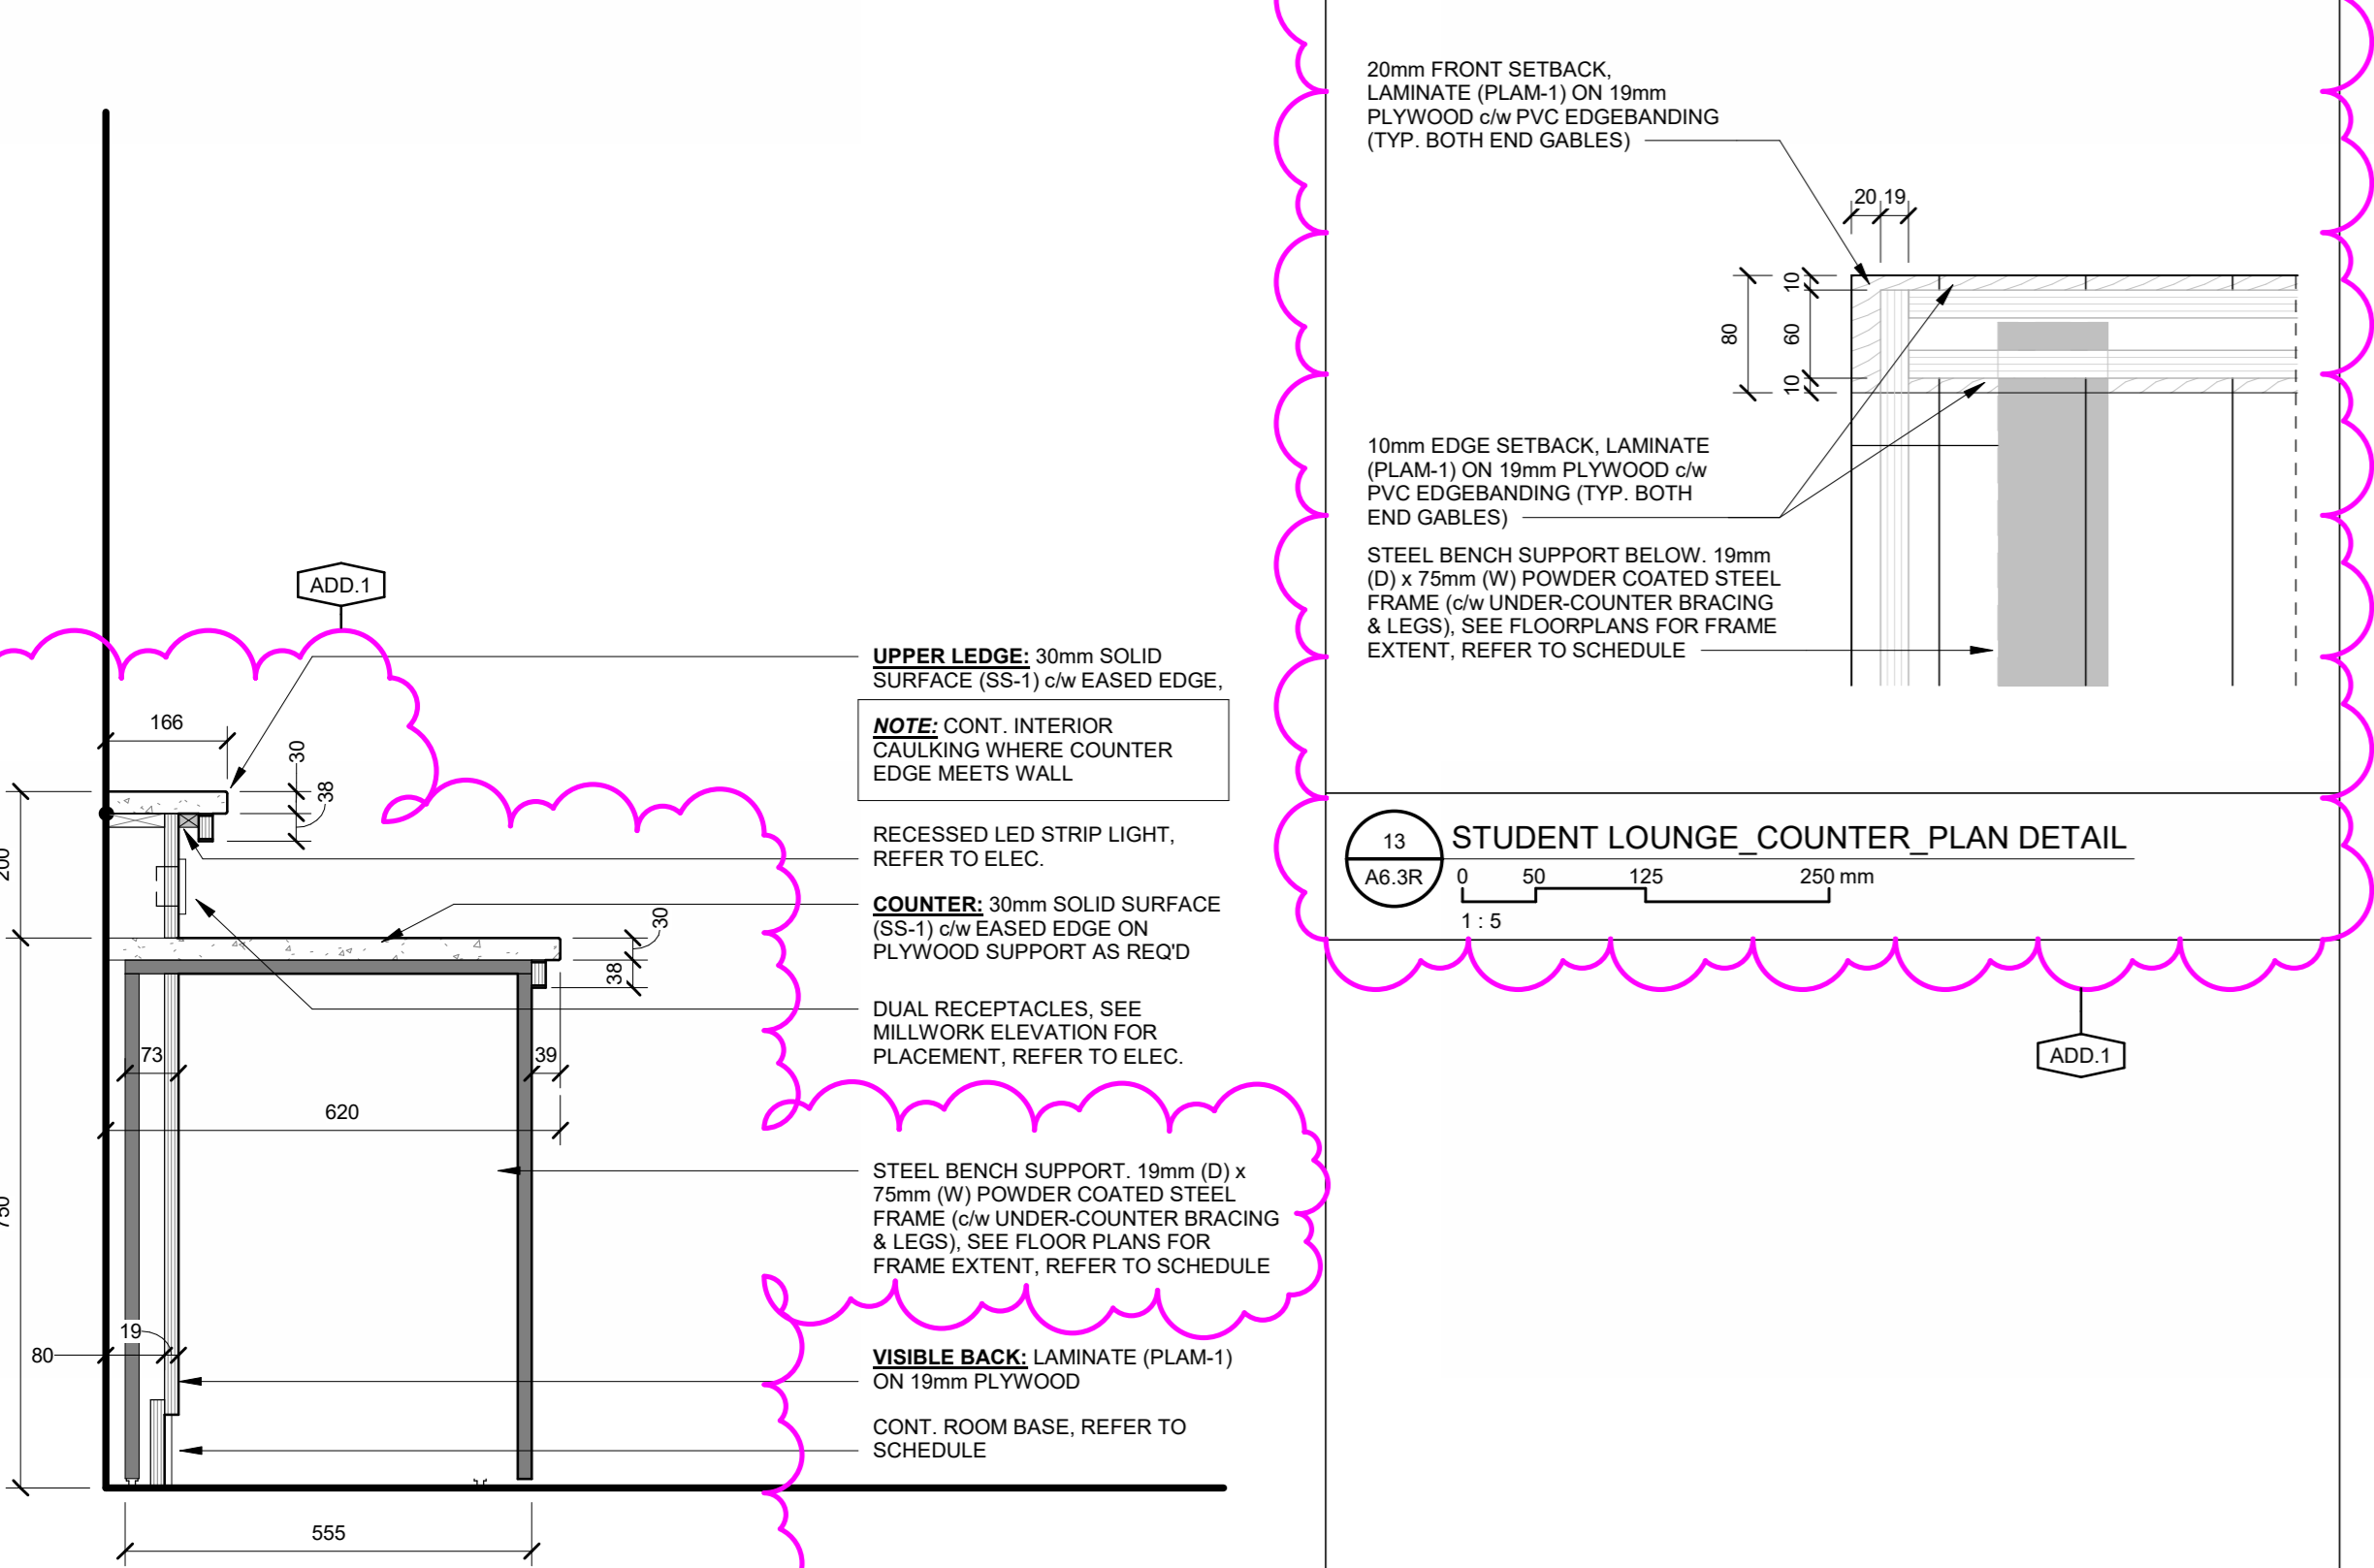 ADD.1
166
30
38
200
30
38
73
39
620
750
19
80
555
UPPER LEDGE: 30mm SOLID
SURFACE (SS-1) c/w EASED EDGE,
NOTE: CONT. INTERIOR
CAULKING WHERE COUNTER
EDGE MEETS WALL
RECESSED LED STRIP LIGHT,
REFER TO ELEC.
COUNTER: 30mm SOLID SURFACE
(SS-1) c/w EASED EDGE ON
PLYWOOD SUPPORT AS REQ'D
DUAL RECEPTACLES, SEE
MILLWORK ELEVATION FOR
PLACEMENT, REFER TO ELEC.
STEEL BENCH SUPPORT. 19mm (D) x
75mm (W) POWDER COATED STEEL
FRAME (c/w UNDER-COUNTER BRACING
& LEGS), SEE FLOOR PLANS FOR
FRAME EXTENT, REFER TO SCHEDULE
VISIBLE BACK: LAMINATE (PLAM-1)
ON 19mm PLYWOOD
CONT. ROOM BASE, REFER TO
SCHEDULE
20mm FRONT SETBACK,
LAMINATE (PLAM-1) ON 19mm
PLYWOOD c/w PVC EDGEBANDING
(TYP. BOTH END GABLES)
20 19
10
80
60
10
10mm EDGE SETBACK, LAMINATE
(PLAM-1) ON 19mm PLYWOOD c/w
PVC EDGEBANDING (TYP. BOTH
END GABLES)
STEEL BENCH SUPPORT BELOW. 19mm
(D) x 75mm (W) POWDER COATED STEEL
FRAME (c/w UNDER-COUNTER BRACING
& LEGS), SEE FLOORPLANS FOR FRAME
EXTENT, REFER TO SCHEDULE
13
A6.3R
STUDENT LOUNGE_COUNTER_PLAN DETAIL
0 50 125 250 mm
1 : 5
ADD.1